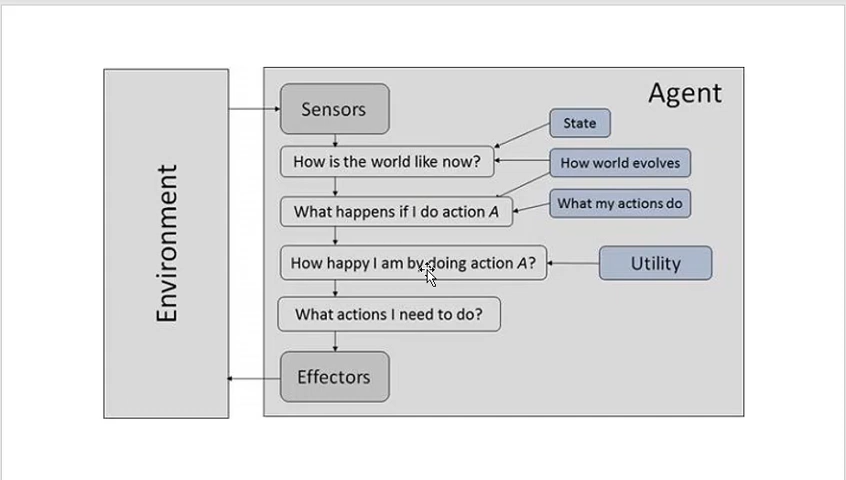 Agent
Environment
Sensors
State
How is the world like now?
How world evolves
What happens if I do action A
What my actions do
How happy I am by doing action A?
Utility
What actions I need to do?
Effectors